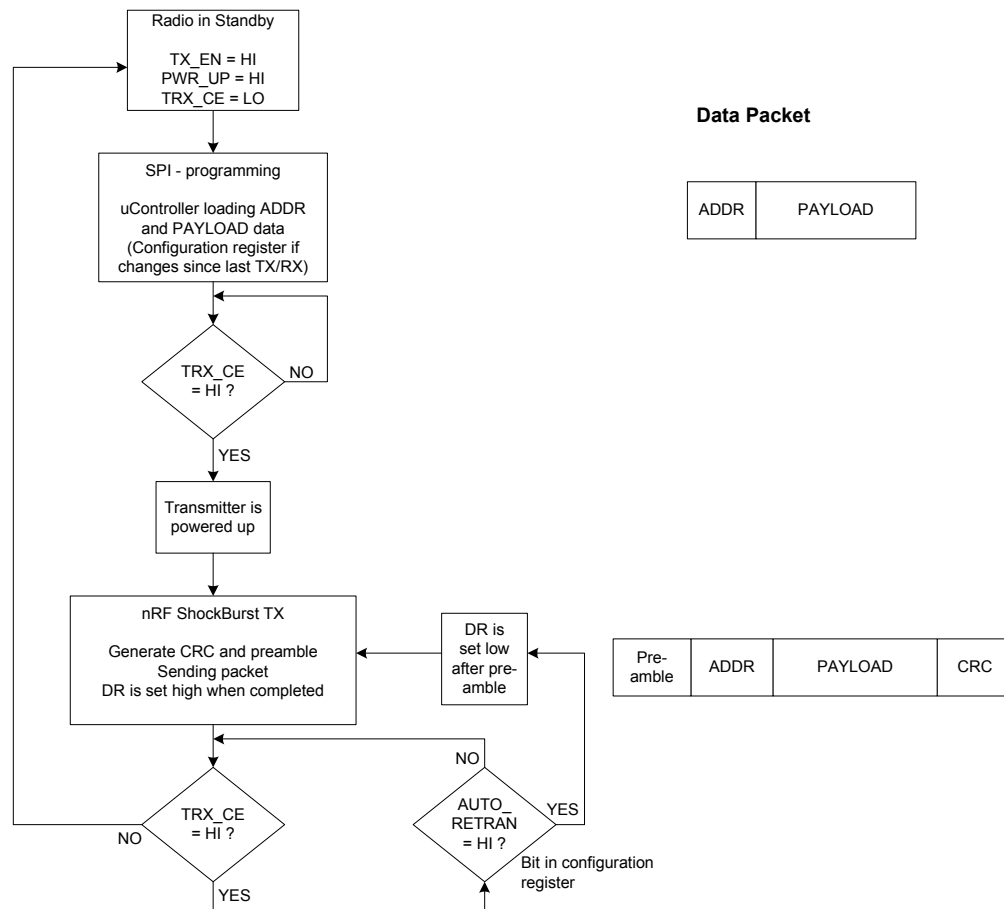 Radio in Standby
TX_EN = HI
PWR_UP = HI
TRX_CE = LO
Data Packet
SPI - programming
uController loading ADDR
and PAYLOAD data
(Configuration register if
changes since last TX/RX)
ADDR
PAYLOAD
TRX_CE
= HI ?
NO
YES
Transmitter is
powered up
nRF ShockBurst TX
Generate CRC and preamble
Sending packet
DR is set high when completed
DR is
set low
after pre-
amble
Pre-
amble
ADDR
PAYLOAD
CRC
NO
TRX_CE
= HI ?
NO
YES
AUTO_
RETRAN
= HI ?
YES
Bit in configuration
register